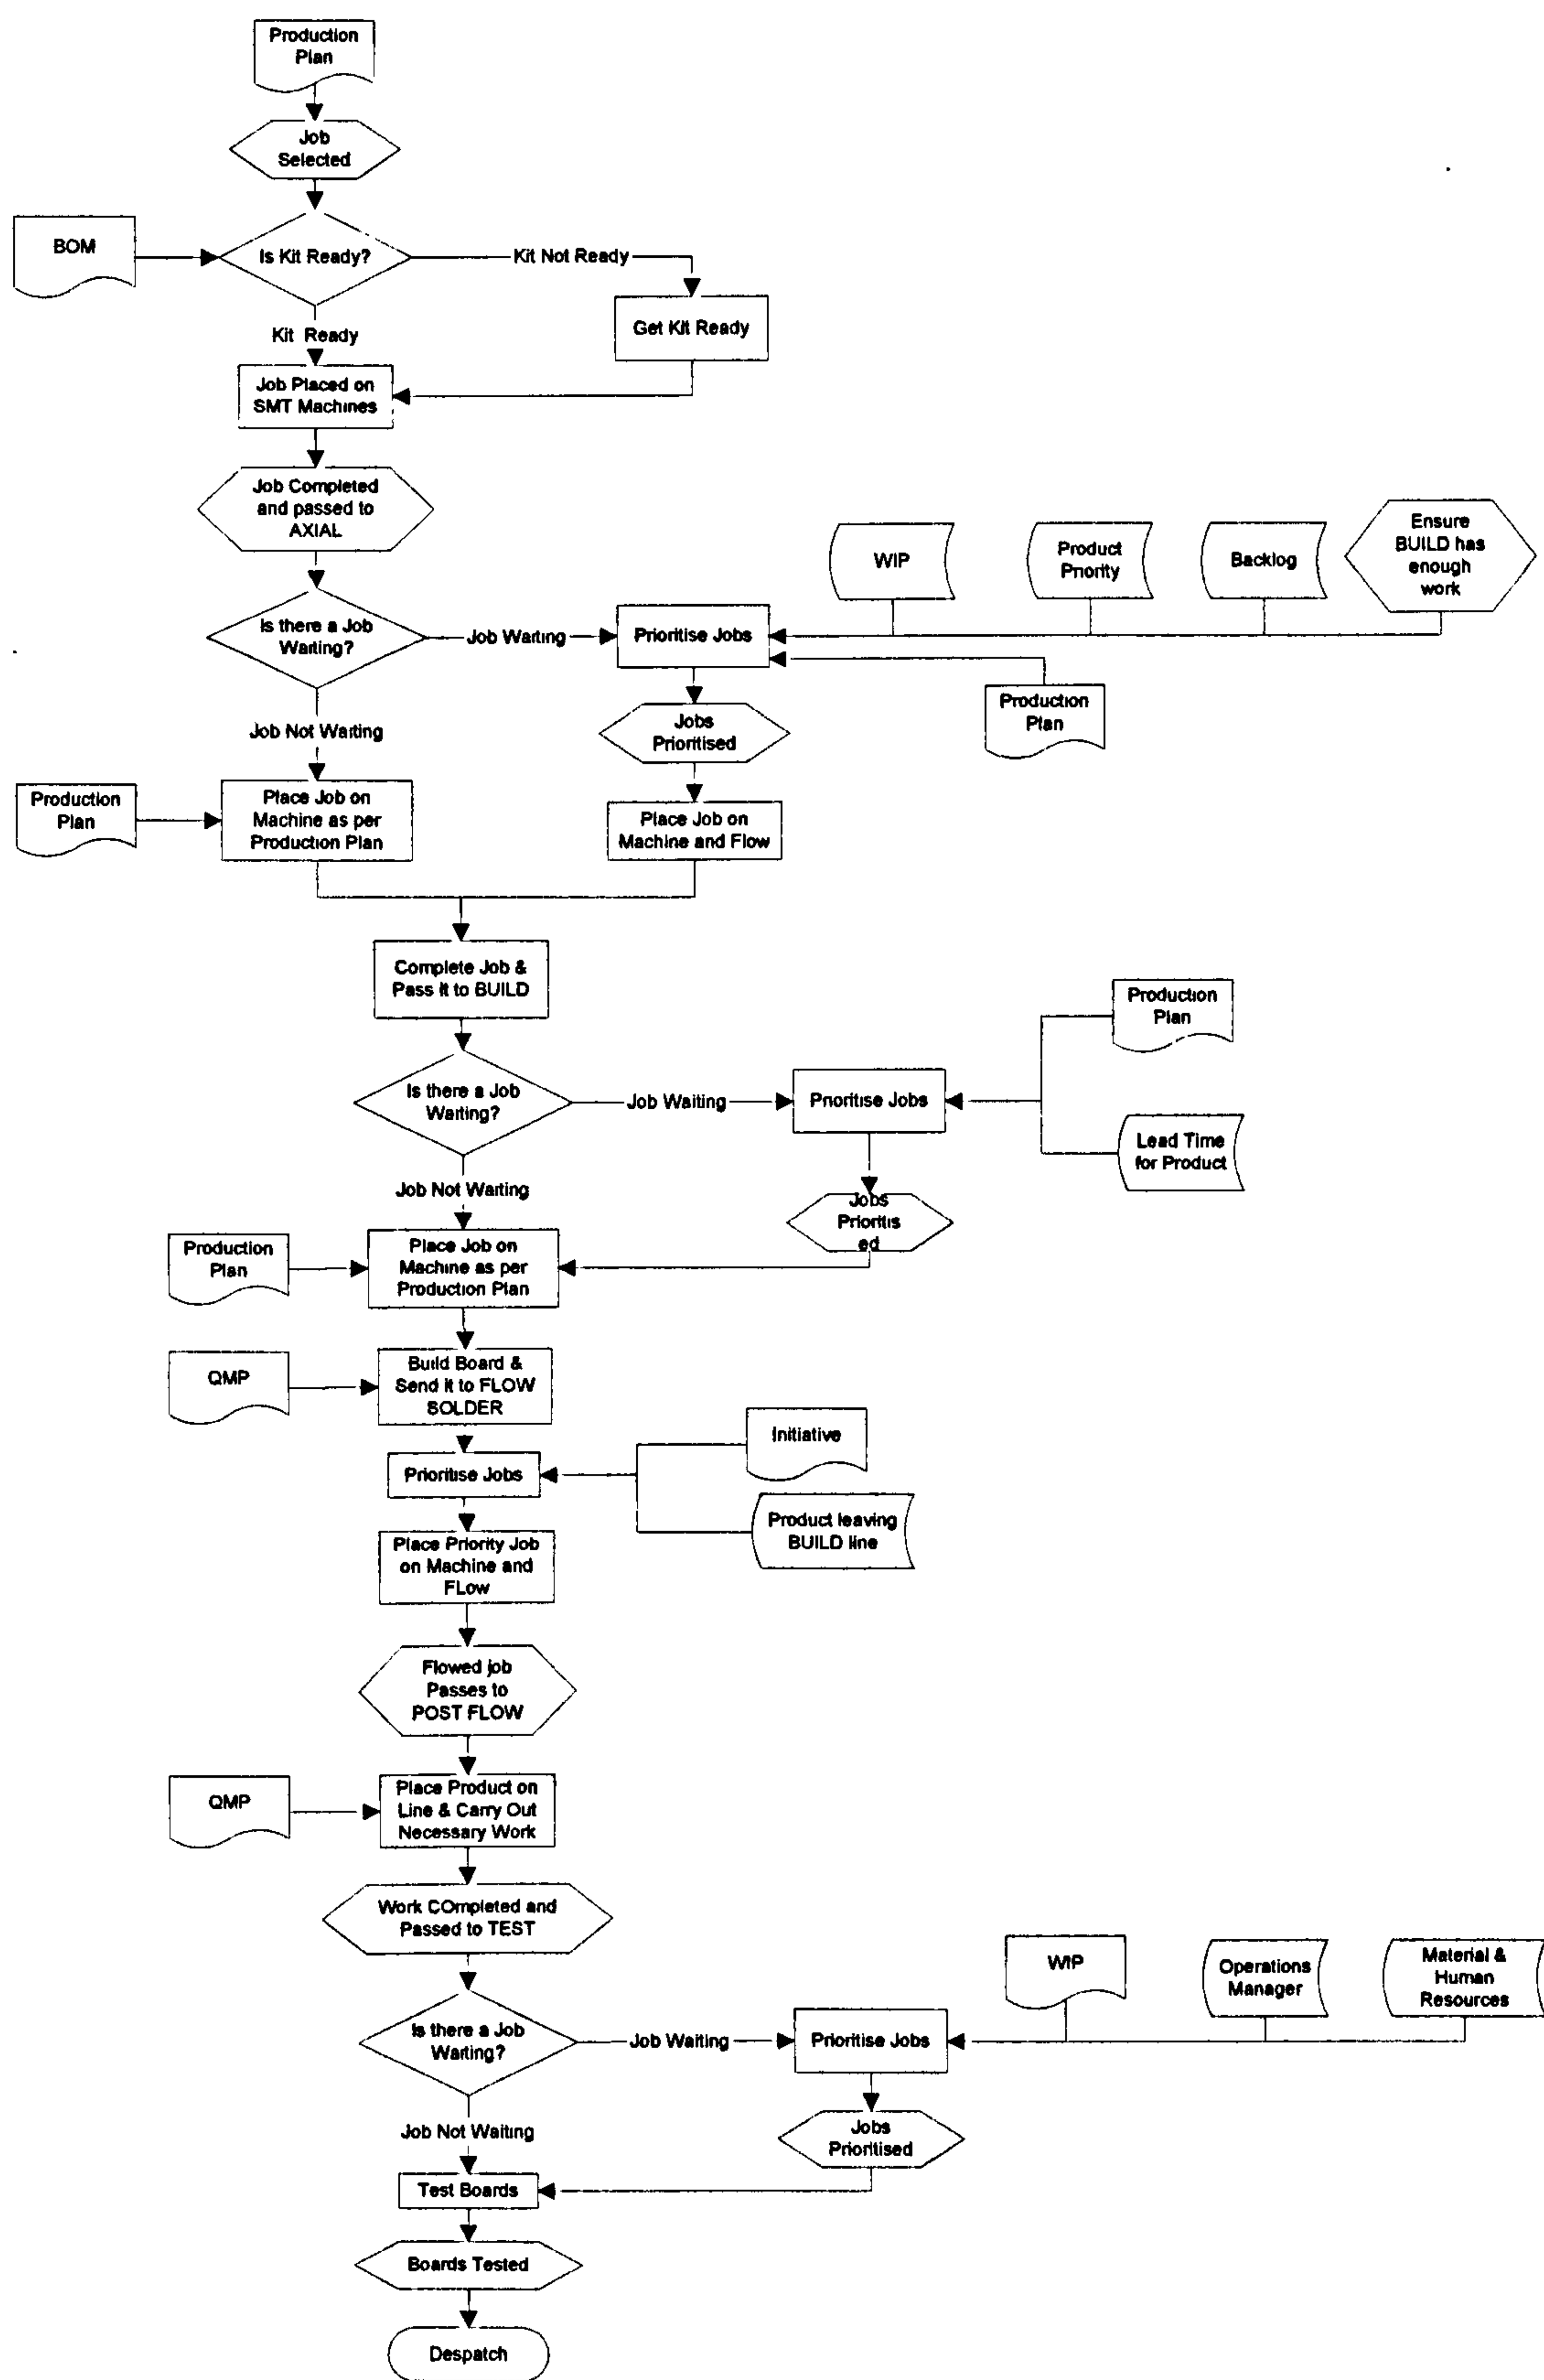 Production
Plan
Job
Selected
BOM
Is Kit Ready?
Kit Not Ready
Kit Ready
Get Kit Ready
Job Placed on
SMT Machines
Job Completed
and passed to
AXIAL
WIP
Product
Priority
Backlog
Ensure
BUILD has
enough
work
Is there a Job
Waiting?
Job Waiting
Prioritise Jobs
Production
Plan
Job Not Waiting
Jobs
Prioritised
Production
Plan
Place Job on
Machine as per
Production Plan
Place Job on
Machine and Flow
Complete Job &
Pass it to BUILD
Production
Plan
Is there a Job
Waiting?
Job Waiting
Prioritise Jobs
Lead Time
for Product
Job Not Waiting
Jobs
Prioritis
ed
Production
Plan
Place Job on
Machine as per
Production Plan
QMP
Build Board &
Send it to FLOW
SOLDER
Initiative
Prioritise Jobs
Product leaving
BUILD line
Place Priority Job
on Machine and
FLow
Flowed job
Passes to
POST FLOW
QMP
Place Product on
Line & Carry Out
Necessary Work
Work COmpleted and
Passed to TEST
WIP
Operations
Manager
Material &
Human
Resources
Is there a Job
Waiting?
Job Waiting
Prioritise Jobs
Job Not Waiting
Jobs
Prioritised
Test Boards
Boards Tested
Despatch